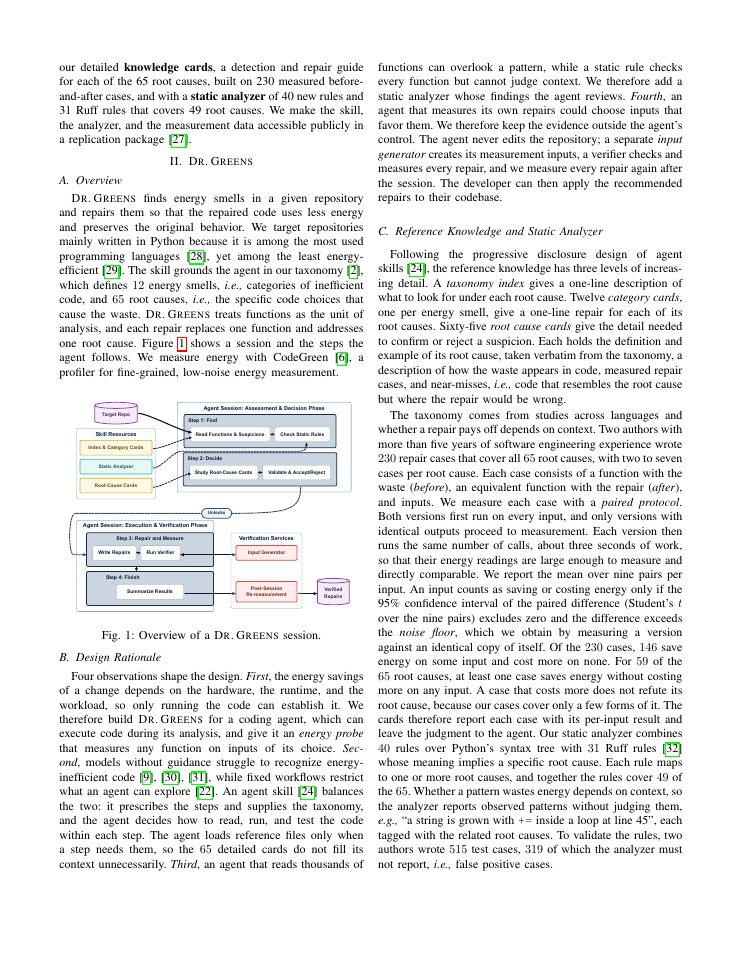 our detailed knowledge cards, a detection and repair guide
for each of the 65 root causes, built on 230 measured before-
and-after cases, and with a static analyzer of 40 new rules and
31 Ruff rules that covers 49 root causes. We make the skill,
the analyzer, and the measurement data accessible publicly in
a replication package [27].
II. DR. GREENS
A. Overview
DR. GREENS finds energy smells in a given repository
and repairs them so that the repaired code uses less energy
and preserves the original behavior. We target repositories
mainly written in Python because it is among the most used
programming languages [28], yet among the least energy-
efficient [29]. The skill grounds the agent in our taxonomy [2],
which defines 12 energy smells, i.e., categories of inefficient
code, and 65 root causes, i.e., the specific code choices that
cause the waste. DR. GREENS treats functions as the unit of
analysis, and each repair replaces one function and addresses
one root cause. Figure 1 shows a session and the steps the
agent follows. We measure energy with CodeGreen [6], a
profiler for fine-grained, low-noise energy measurement.
Target Repo
Skill Resources
Index & Category Cards
Static Analyzer
Root-Cause Cards
Agent Session: Assessment & Decision Phase
Step 1: Find
Read Functions & Suspicions
Check Static Rules
Step 2: Decide
Study Root-Cause Cards
Validate & Accept/Reject
Unlocks
Agent Session: Execution & Verification Phase
Step 3: Repair and Measure
Write Repairs
Run Verifier
Step 4: Finish
Summarize Results
Verification Services
Input Generator
Post-Session
Re-measurement
Verified
Repairs
Fig. 1: Overview of a DR. GREENS session.
B. Design Rationale
Four observations shape the design. First, the energy savings
of a change depends on the hardware, the runtime, and the
workload, so only running the code can establish it. We
therefore build DR. GREENS for a coding agent, which can
execute code during its analysis, and give it an energy probe
that measures any function on inputs of its choice. Sec-
ond, models without guidance struggle to recognize energy-
inefficient code [9], [30], [31], while fixed workflows restrict
what an agent can explore [22]. An agent skill [24] balances
the two: it prescribes the steps and supplies the taxonomy,
and the agent decides how to read, run, and test the code
within each step. The agent loads reference files only when
a step needs them, so the 65 detailed cards do not fill its
context unnecessarily. Third, an agent that reads thousands of
functions can overlook a pattern, while a static rule checks
every function but cannot judge context. We therefore add a
static analyzer whose findings the agent reviews. Fourth, an
agent that measures its own repairs could choose inputs that
favor them. We therefore keep the evidence outside the agent's
control. The agent never edits the repository; a separate input
generator creates its measurement inputs, a verifier checks and
measures every repair, and we measure every repair again after
the session. The developer can then apply the recommended
repairs to their codebase.
C. Reference Knowledge and Static Analyzer
Following the progressive disclosure design of agent
skills [24], the reference knowledge has three levels of increas-
ing detail. A taxonomy index gives a one-line description of
what to look for under each root cause. Twelve category cards,
one per energy smell, give a one-line repair for each of its
root causes. Sixty-five root cause cards give the detail needed
to confirm or reject a suspicion. Each holds the definition and
example of its root cause, taken verbatim from the taxonomy, a
description of how the waste appears in code, measured repair
cases, and near-misses, i.e., code that resembles the root cause
but where the repair would be wrong.
The taxonomy comes from studies across languages and
whether a repair pays off depends on context. Two authors with
more than five years of software engineering experience wrote
230 repair cases that cover all 65 root causes, with two to seven
cases per root cause. Each case consists of a function with the
waste (before), an equivalent function with the repair (after),
and inputs. We measure each case with a paired protocol.
Both versions first run on every input, and only versions with
identical outputs proceed to measurement. Each version then
runs the same number of calls, about three seconds of work,
so that their energy readings are large enough to measure and
directly comparable. We report the mean over nine pairs per
input. An input counts as saving or costing energy only if the
95% confidence interval of the paired difference (Student's t
over the nine pairs) excludes zero and the difference exceeds
the noise floor, which we obtain by measuring a version
against an identical copy of itself. Of the 230 cases, 146 save
energy on some input and cost more on none. For 59 of the
65 root causes, at least one case saves energy without costing
more on any input. A case that costs more does not refute its
root cause, because our cases cover only a few forms of it. The
cards therefore report each case with its per-input result and
leave the judgment to the agent. Our static analyzer combines
40 rules over Python's syntax tree with 31 Ruff rules [32]
whose meaning implies a specific root cause. Each rule maps
to one or more root causes, and together the rules cover 49 of
the 65. Whether a pattern wastes energy depends on context, so
the analyzer reports observed patterns without judging them,
e.g., "a string is grown with += inside a loop at line 45", each
tagged with the related root causes. To validate the rules, two
authors wrote 515 test cases, 319 of which the analyzer must
not report, i.e., false positive cases.